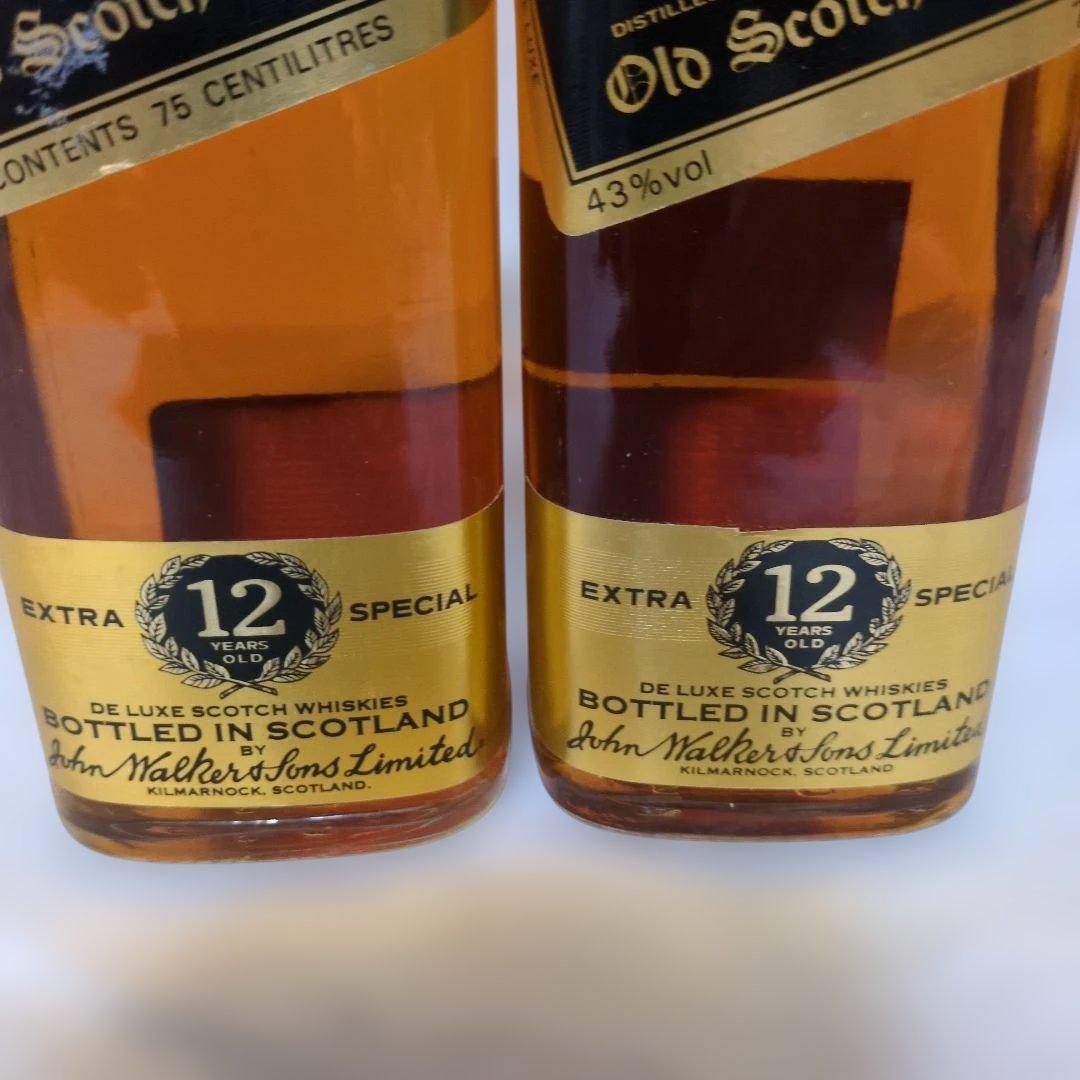 Scotch
CONTENTS 75 CENTILITRES
EXTRA 12 SPECIAL
YEARS
OLD
DE LUXE SCOTCH WHISKIES
BOTTLED IN SCOTLAND
BY
John Walker & Sons Limited.
KILMARNOCK, SCOTLAND.
LUXE
Old Scotch
43%vol
EXTRA 12 SPECIAL
YEARS
OLD
DE LUXE SCOTCH WHISKIES
BOTTLED IN SCOTLAND
BY
John Walker & Sons Limited
KILMARNOCK, SCOTLAND